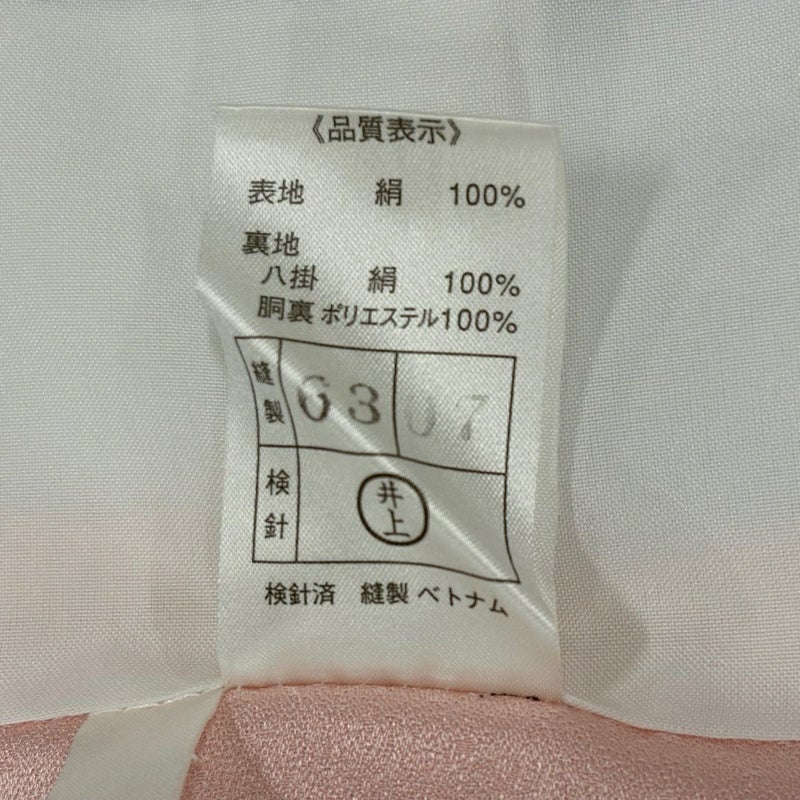 《品質表示》
表地 絹 100%
裏地
八掛 絹 100%
胴裏 ポリエステル100%
縫製 63 07
検針 井上
検針済 縫製 ベトナム